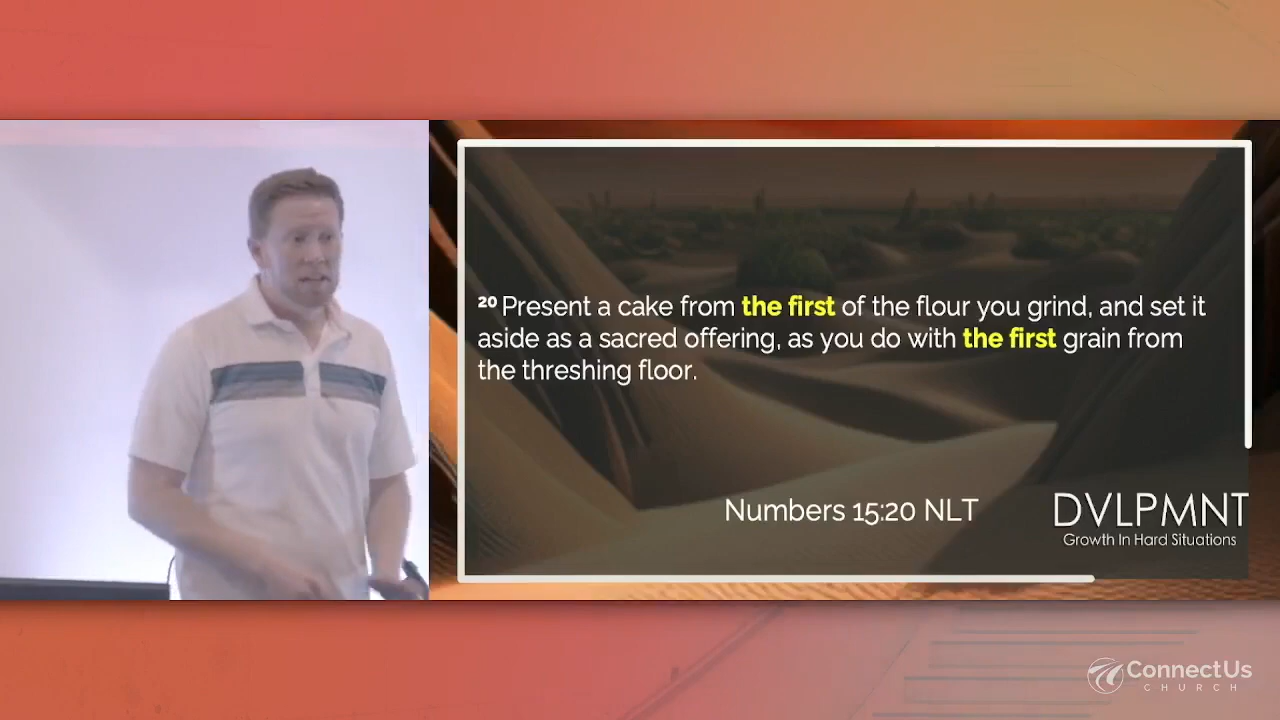 20 Present a cake from the first of the flour you grind, and set it
aside as a sacred offering, as you do with the first grain from
the threshing floor.
Numbers 15:20 NLT
DVLPMNT
Growth In Hard Situations
ConnectUs
CHURCH